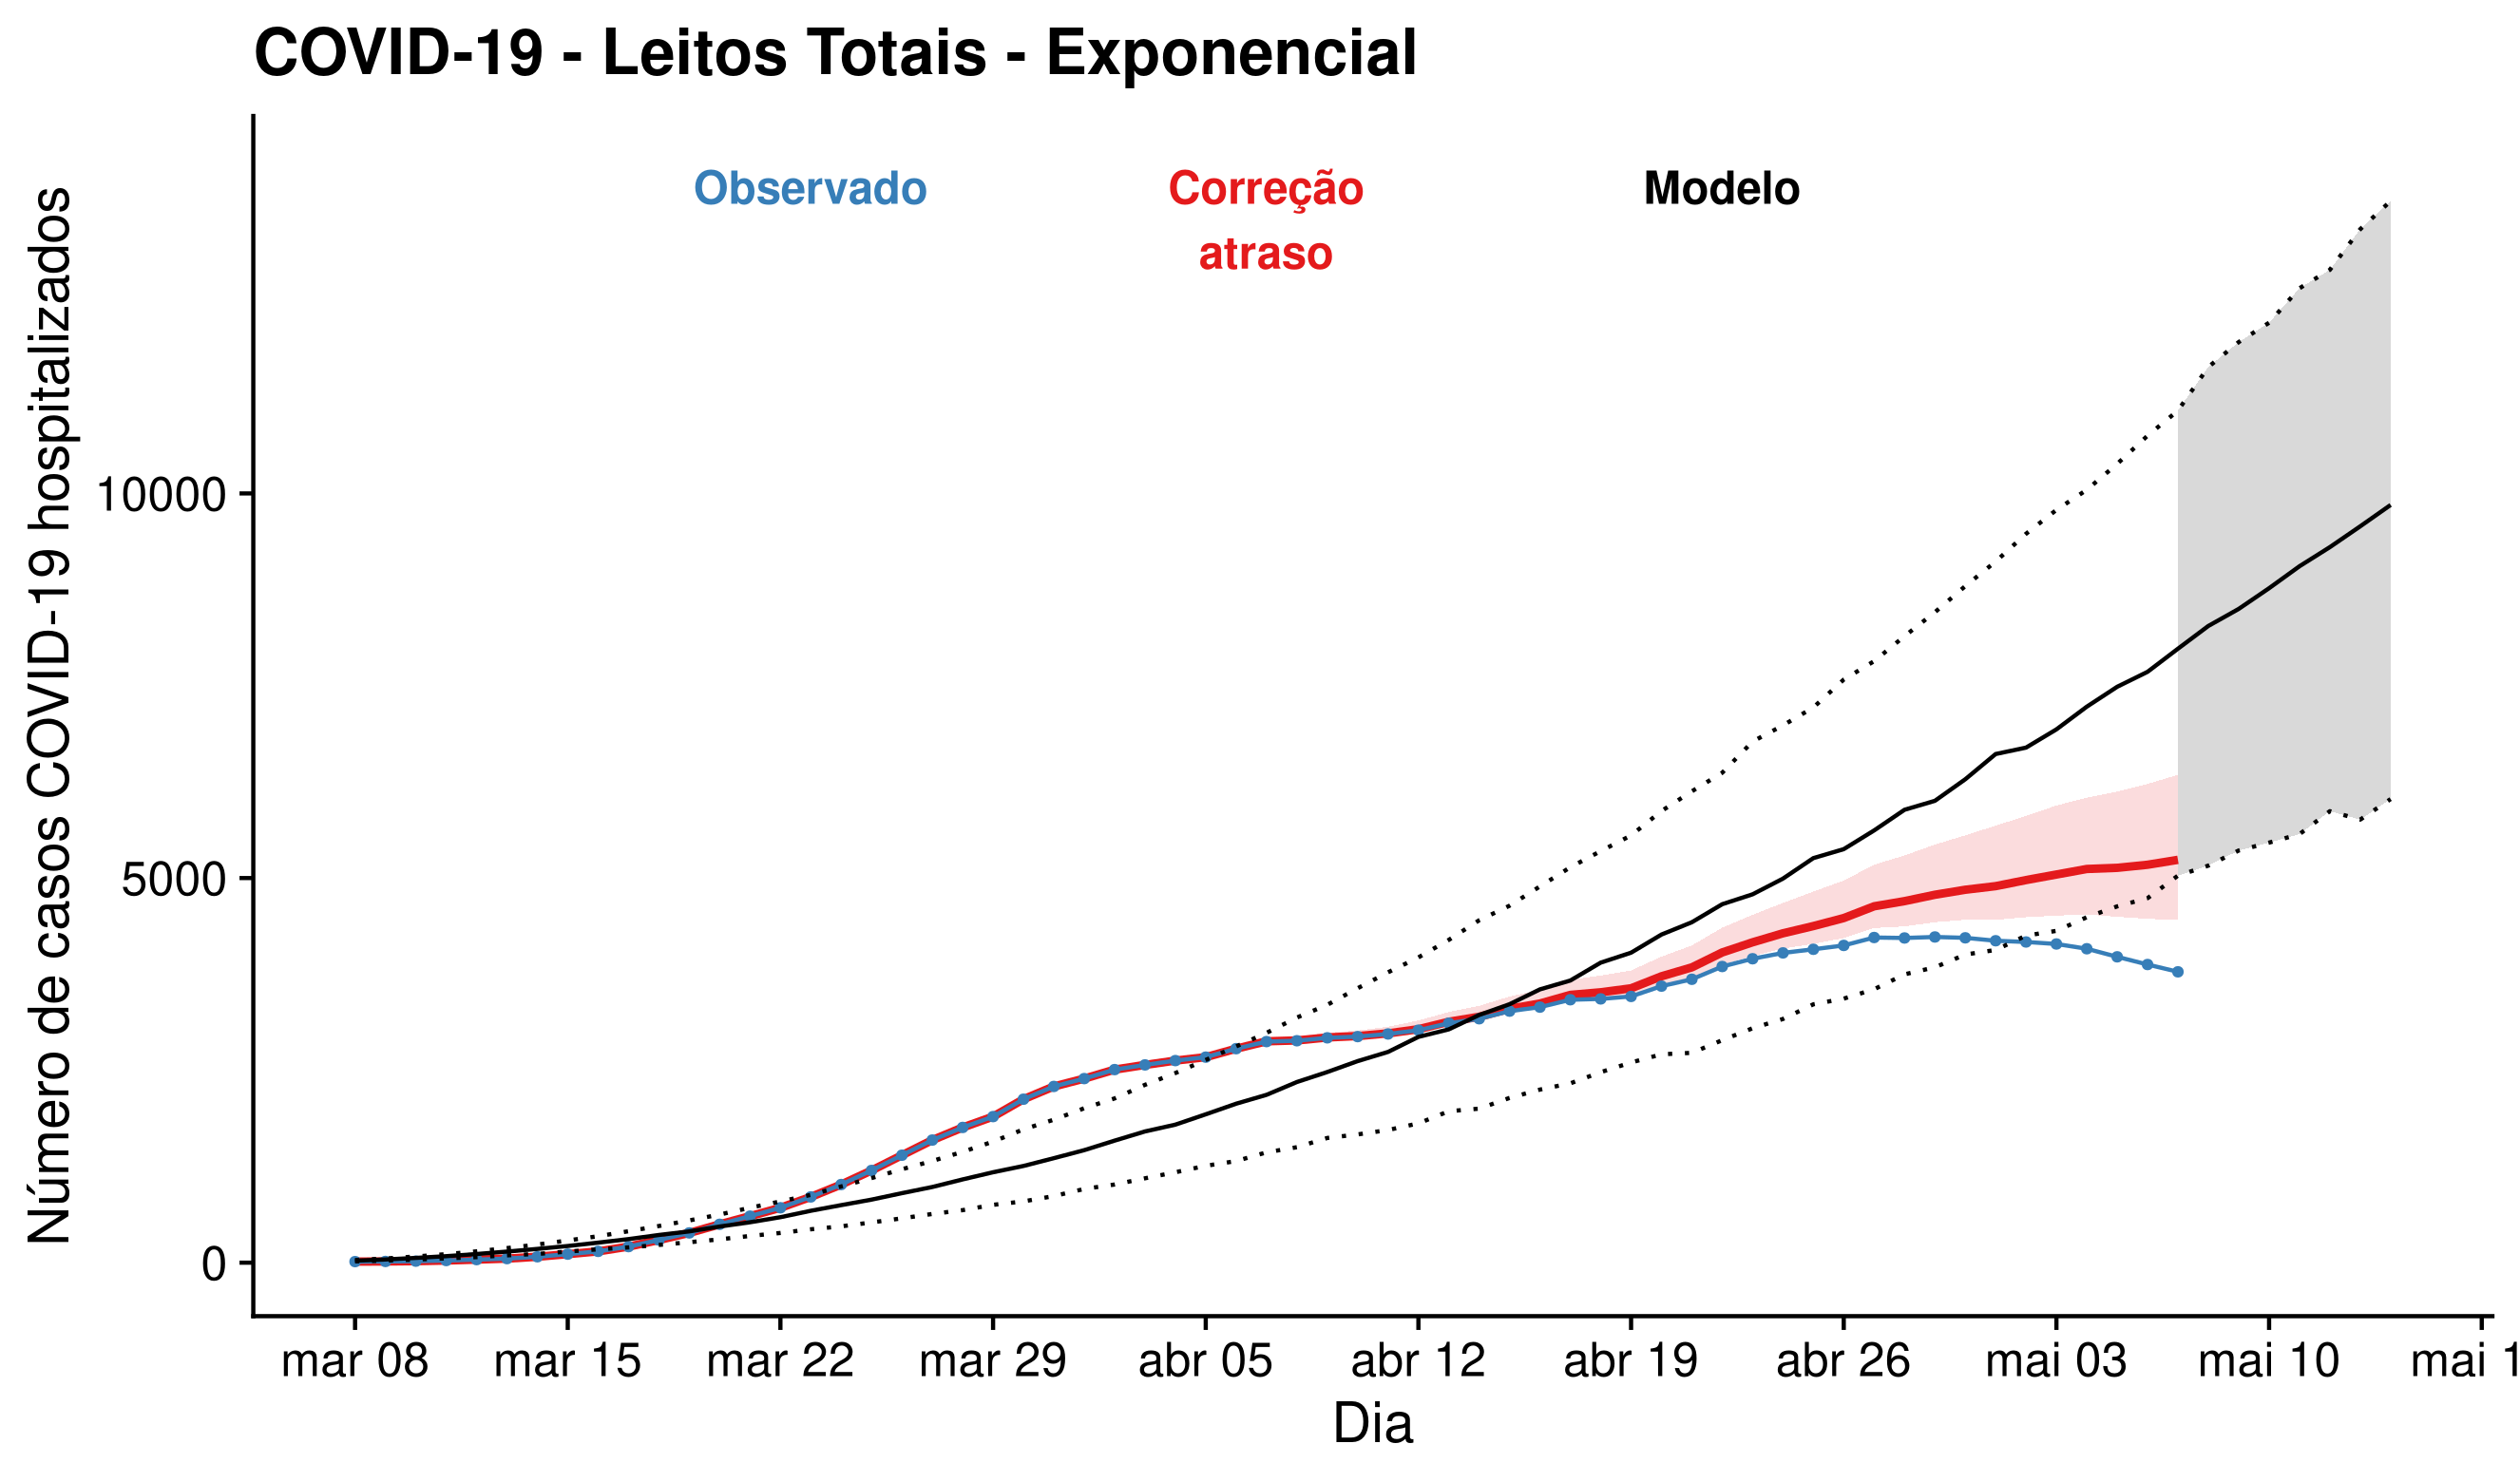 COVID-19 - Leitos Totais - Exponencial
Observado
Correção
atraso
Modelo
Número de casos COVID-19 hospitalizados
10000
5000
0
mar 08
mar 15
mar 22
mar 29
abr 05
abr 12
abr 19
abr 26
mai 03
mai 10
mai 1
Dia